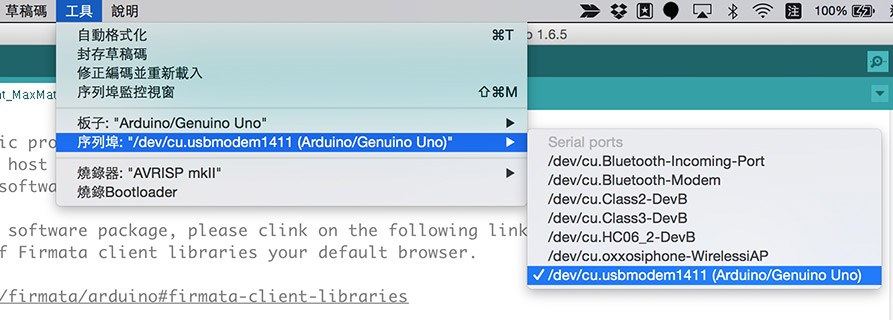 草稿碼 工具 說明 注 100%
1.6.5
自動格式化 ⌘T
封存草稿碼
修正編碼並重新載入
序列埠監控視窗 ⇧⌘M
nt_MaxMat
板子: "Arduino/Genuino Uno"
序列埠: "/dev/cu.usbmodem1411 (Arduino/Genuino Uno)"
燒錄器: "AVRISP mkII"
燒錄Bootloader
Serial ports
/dev/cu.Bluetooth-Incoming-Port
/dev/cu.Bluetooth-Modem
/dev/cu.Class2-DevB
/dev/cu.Class3-DevB
/dev/cu.HC06_2-DevB
/dev/cu.oxxosiphone-WirelessiAP
✓ /dev/cu.usbmodem1411 (Arduino/Genuino Uno)
ic pro
host
softwa
software package, please clink on the following link
f Firmata client libraries your default browser.
/firmata/arduino#firmata-client-libraries